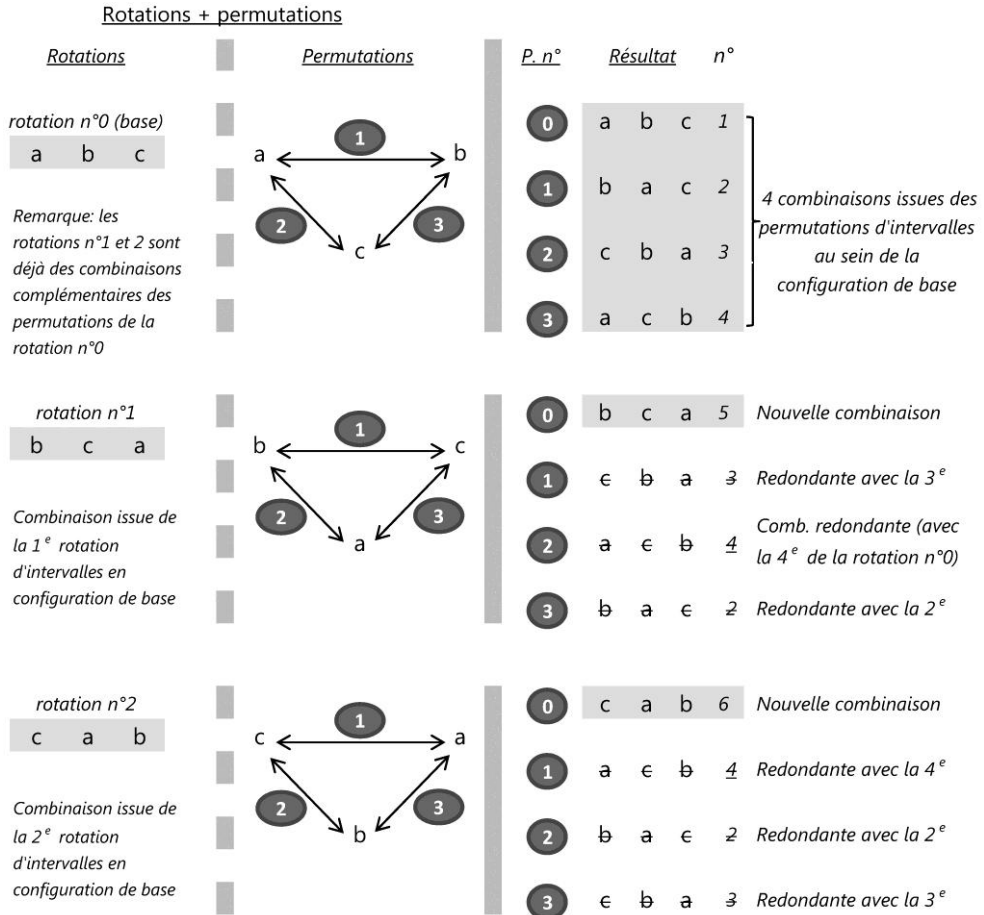 Rotations + permutations
Rotations Permutations P. n° Résultat n°
rotation n°0 (base)
a b c
Remarque: les
rotations n°1 et 2 sont
déjà des combinaisons
complémentaires des
permutations de la
rotation n°0
1
a b
2 3
c
0 a b c 1
1 b a c 2
2 c b a 3
3 a c b 4
4 combinaisons issues des
permutations d'intervalles
au sein de la
configuration de base
rotation n°1
b c a
Combinaison issue de
la 1e rotation
d'intervalles en
configuration de base
1
b c
2 3
a
0 b c a 5 Nouvelle combinaison
1 c b a 3 Redondante avec la 3e
2 a c b 4 Comb. redondante (avec
la 4e de la rotation n°0)
3 b a c 2 Redondante avec la 2e
rotation n°2
c a b
Combinaison issue de
la 2e rotation
d'intervalles en
configuration de base
1
c a
2 3
b
0 c a b 6 Nouvelle combinaison
1 a c b 4 Redondante avec la 4e
2 b a c 2 Redondante avec la 2e
3 c b a 3 Redondante avec la 3e